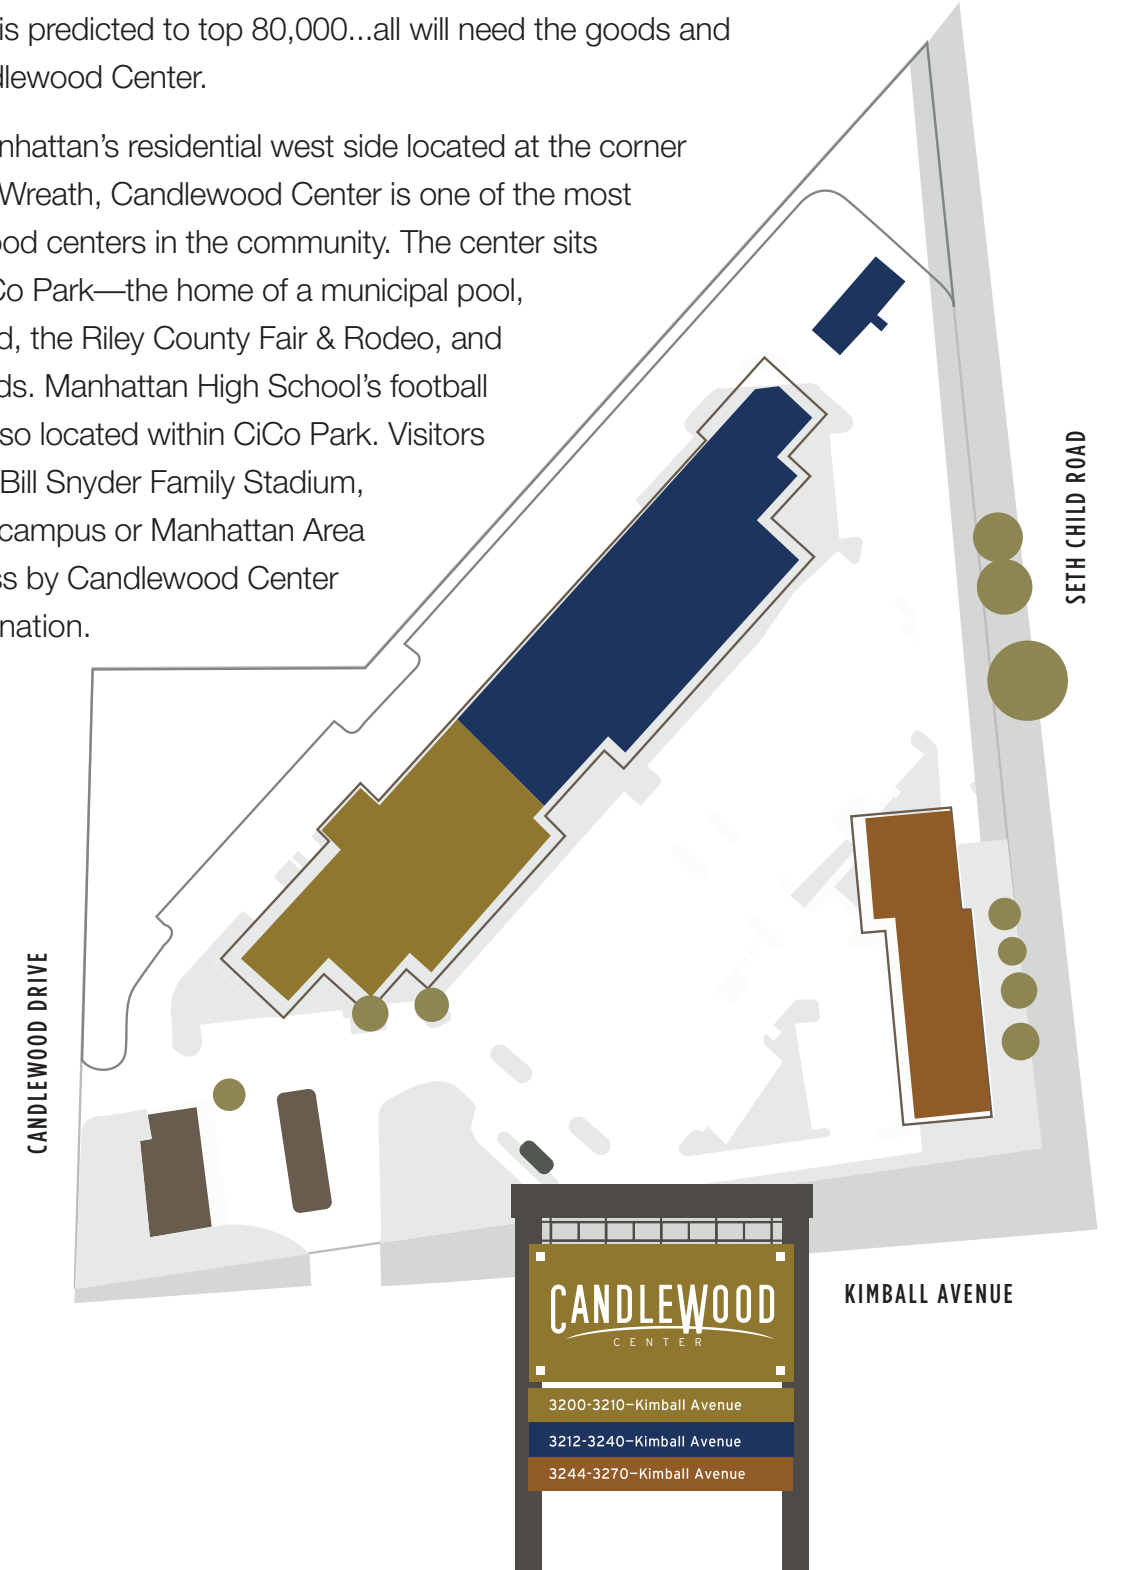 is predicted to top 80,000...all will need the goods and
dlewood Center.
nhattan’s residential west side located at the corner
Wreath, Candlewood Center is one of the most
ood centers in the community. The center sits
Co Park—the home of a municipal pool,
d, the Riley County Fair & Rodeo, and
ds. Manhattan High School’s football
so located within CiCo Park. Visitors
Bill Snyder Family Stadium,
campus or Manhattan Area
ss by Candlewood Center
nation.
SETH CHILD ROAD
CANDLEWOOD DRIVE
KIMBALL AVENUE
CANDLEWOOD
CENTER
3200-3210–Kimball Avenue
3212-3240–Kimball Avenue
3244-3270–Kimball Avenue